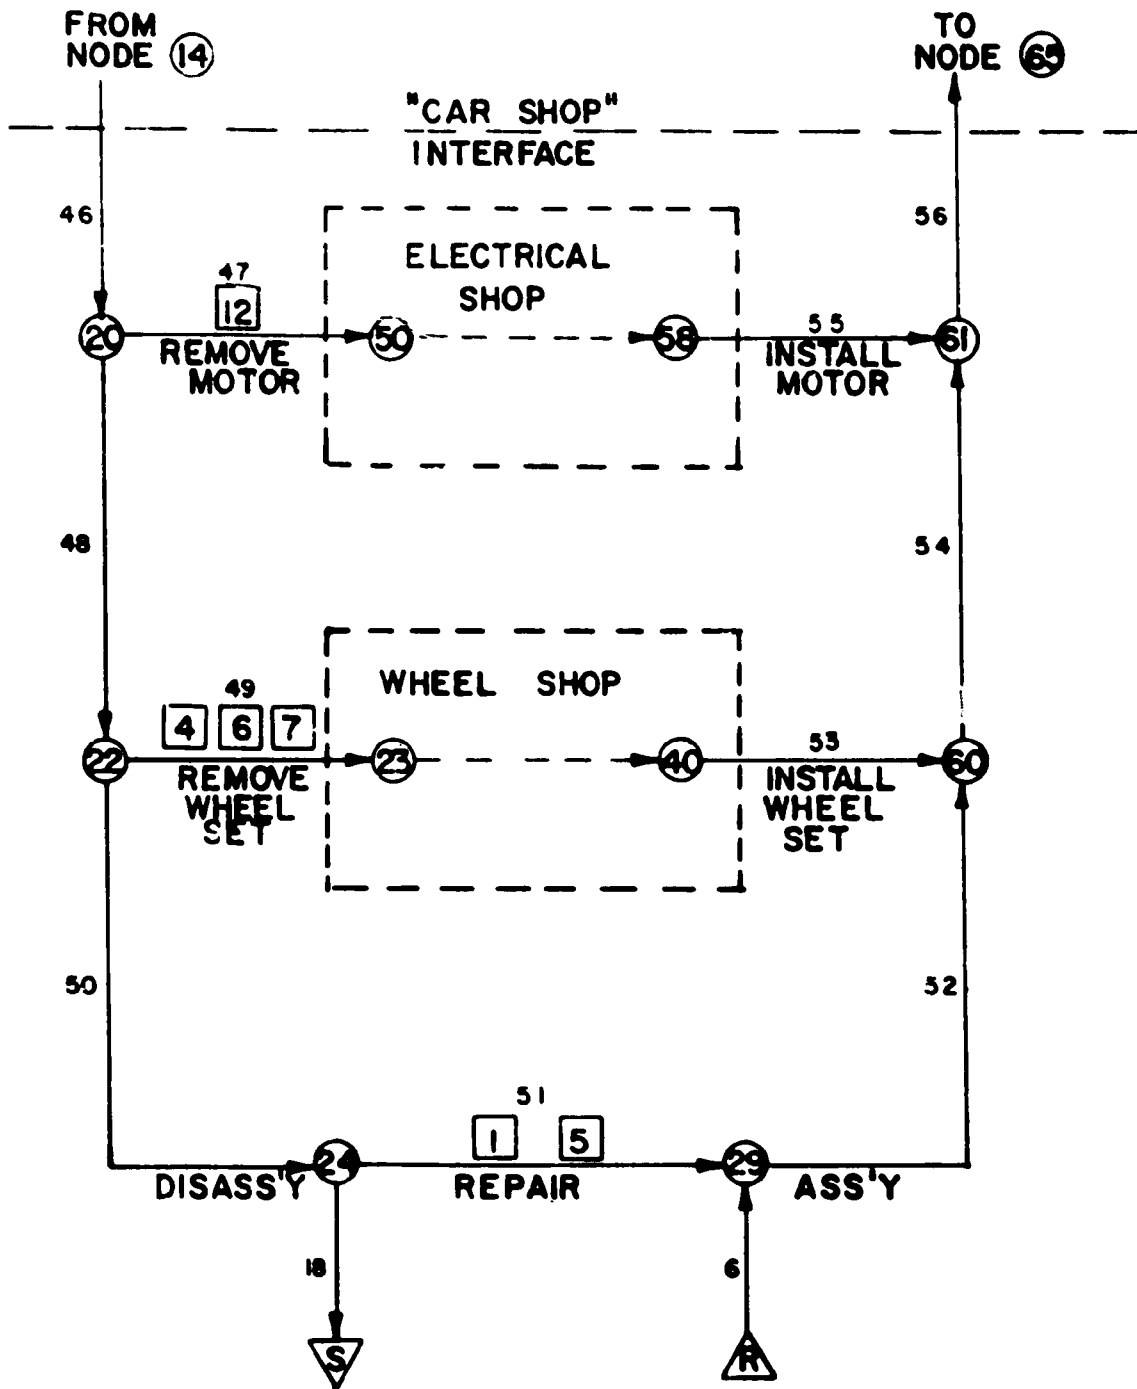 FROM
NODE 14
TO
NODE 65
"CAR SHOP"
INTERFACE
46
56
ELECTRICAL
SHOP
47
12
20
50
58
55
61
REMOVE
MOTOR
INSTALL
MOTOR
48
54
WHEEL SHOP
49
4 6 7
22
23
40
53
60
REMOVE
WHEEL
SET
INSTALL
WHEEL
SET
50
52
51
1 5
24
29
DISASS'Y
REPAIR
ASS'Y
18
6
S
R